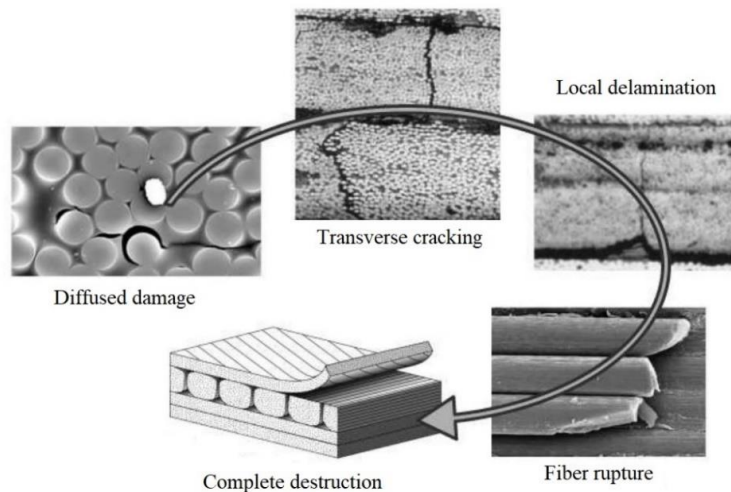 Local delamination
Transverse cracking
Diffused damage
Complete destruction
Fiber rupture